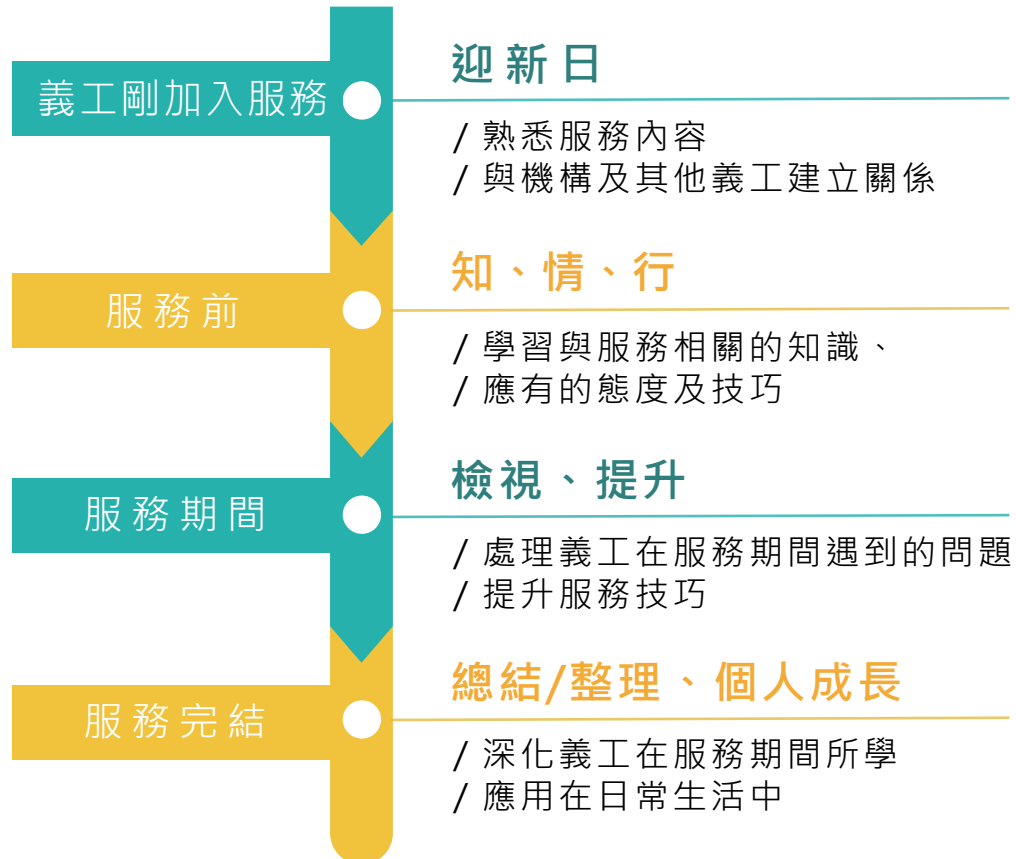 義工剛加入服務
迎新日
/ 熟悉服務內容
/ 與機構及其他義工建立關係
服務前
知、情、行
/ 學習與服務相關的知識、
/ 應有的態度及技巧
服務期間
檢視、提升
/ 處理義工在服務期間遇到的問題
/ 提升服務技巧
服務完結
總結/整理、個人成長
/ 深化義工在服務期間所學
/ 應用在日常生活中